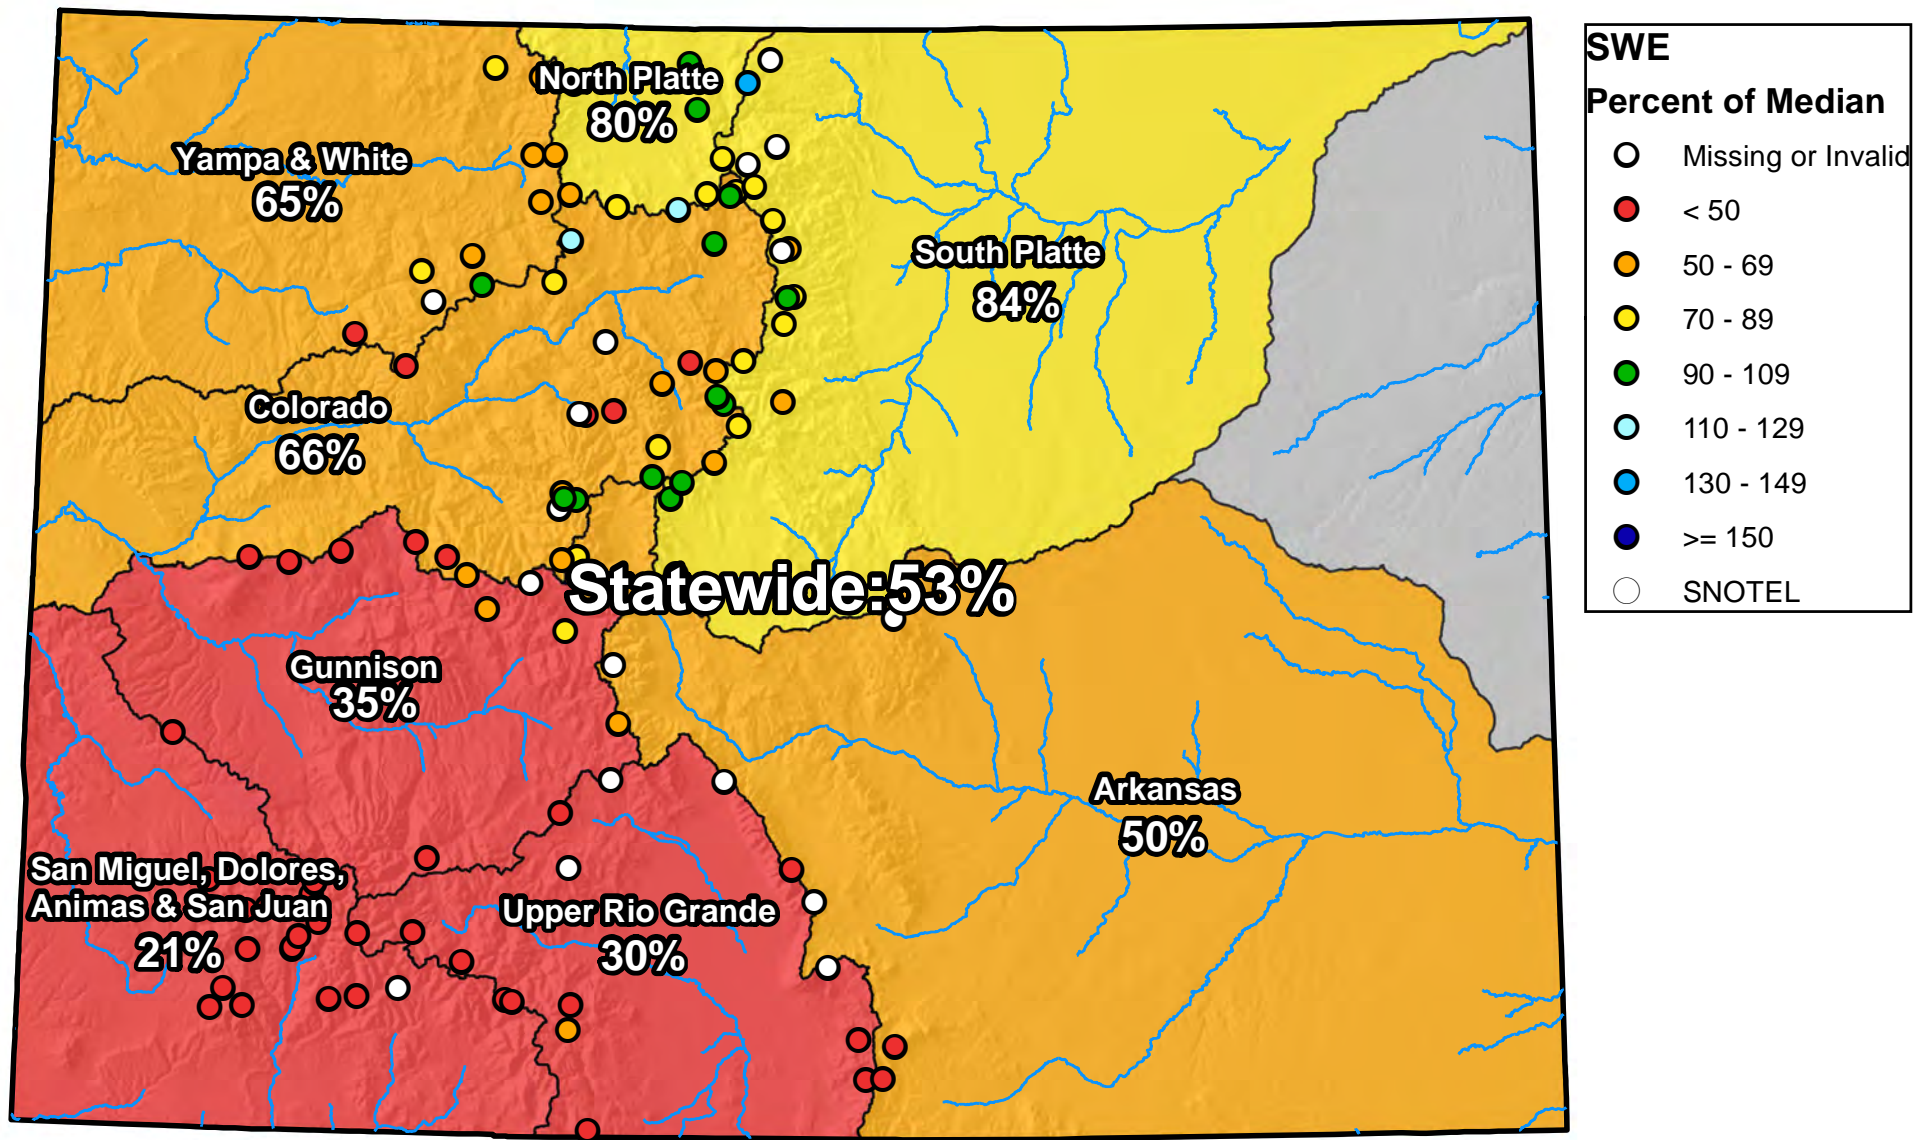 North Platte
80%
Yampa & White
65%
South Platte
84%
Colorado
66%
Statewide:53%
Gunnison
35%
Arkansas
50%
San Miguel, Dolores,
Animas & San Juan
21%
Upper Rio Grande
30%
SWE
Percent of Median
Missing or Invalid
< 50
50 - 69
70 - 89
90 - 109
110 - 129
130 - 149
>= 150
SNOTEL